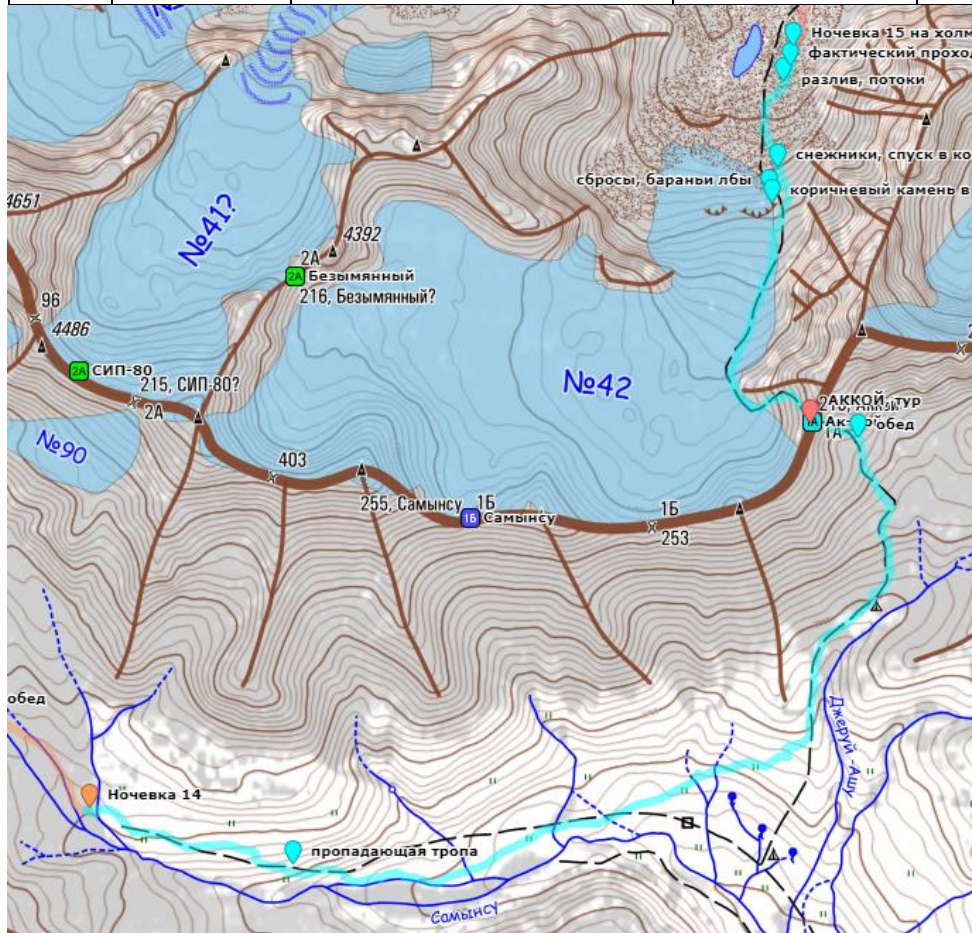 Ночевка 15 на холм
фактический проход
разлив, потоки
снежники, спуск в ко
сбросы, бараньи лбы
коричневый камень в
4651
№41?
4392
2А
2А Безымянный
216, Безымянный?
96
4486
2А СИП-80
215, СИП-80?
2А
№42
АККОЙ, тур
обед
1А
№90
403
255, Самынсу
1Б
1Б Самынсу
1Б
253
обед
Ночевка 14
Джеруй-Ашу
пропадающая тропа
Самынсу